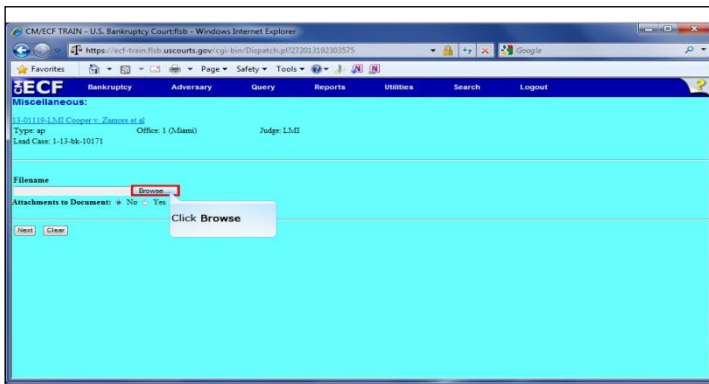 CM/ECF TRAIN - U.S. Bankruptcy Court:flsb - Windows Internet Explorer
https://ecf-train.flsb.uscourts.gov/cgi-bin/Dispatch.pl?272013192303575
Google
Favorites Page Safety Tools
ECF Bankruptcy Adversary Query Reports Utilities Search Logout ?
Miscellaneous:
13-01119-LMI Cooper v. Zamora et al
Type: ap Office: 1 (Miami) Judge: LMI
Lead Case: 1-13-bk-10171
Filename
Browse...
Attachments to Document: No Yes
Click Browse
Next Clear